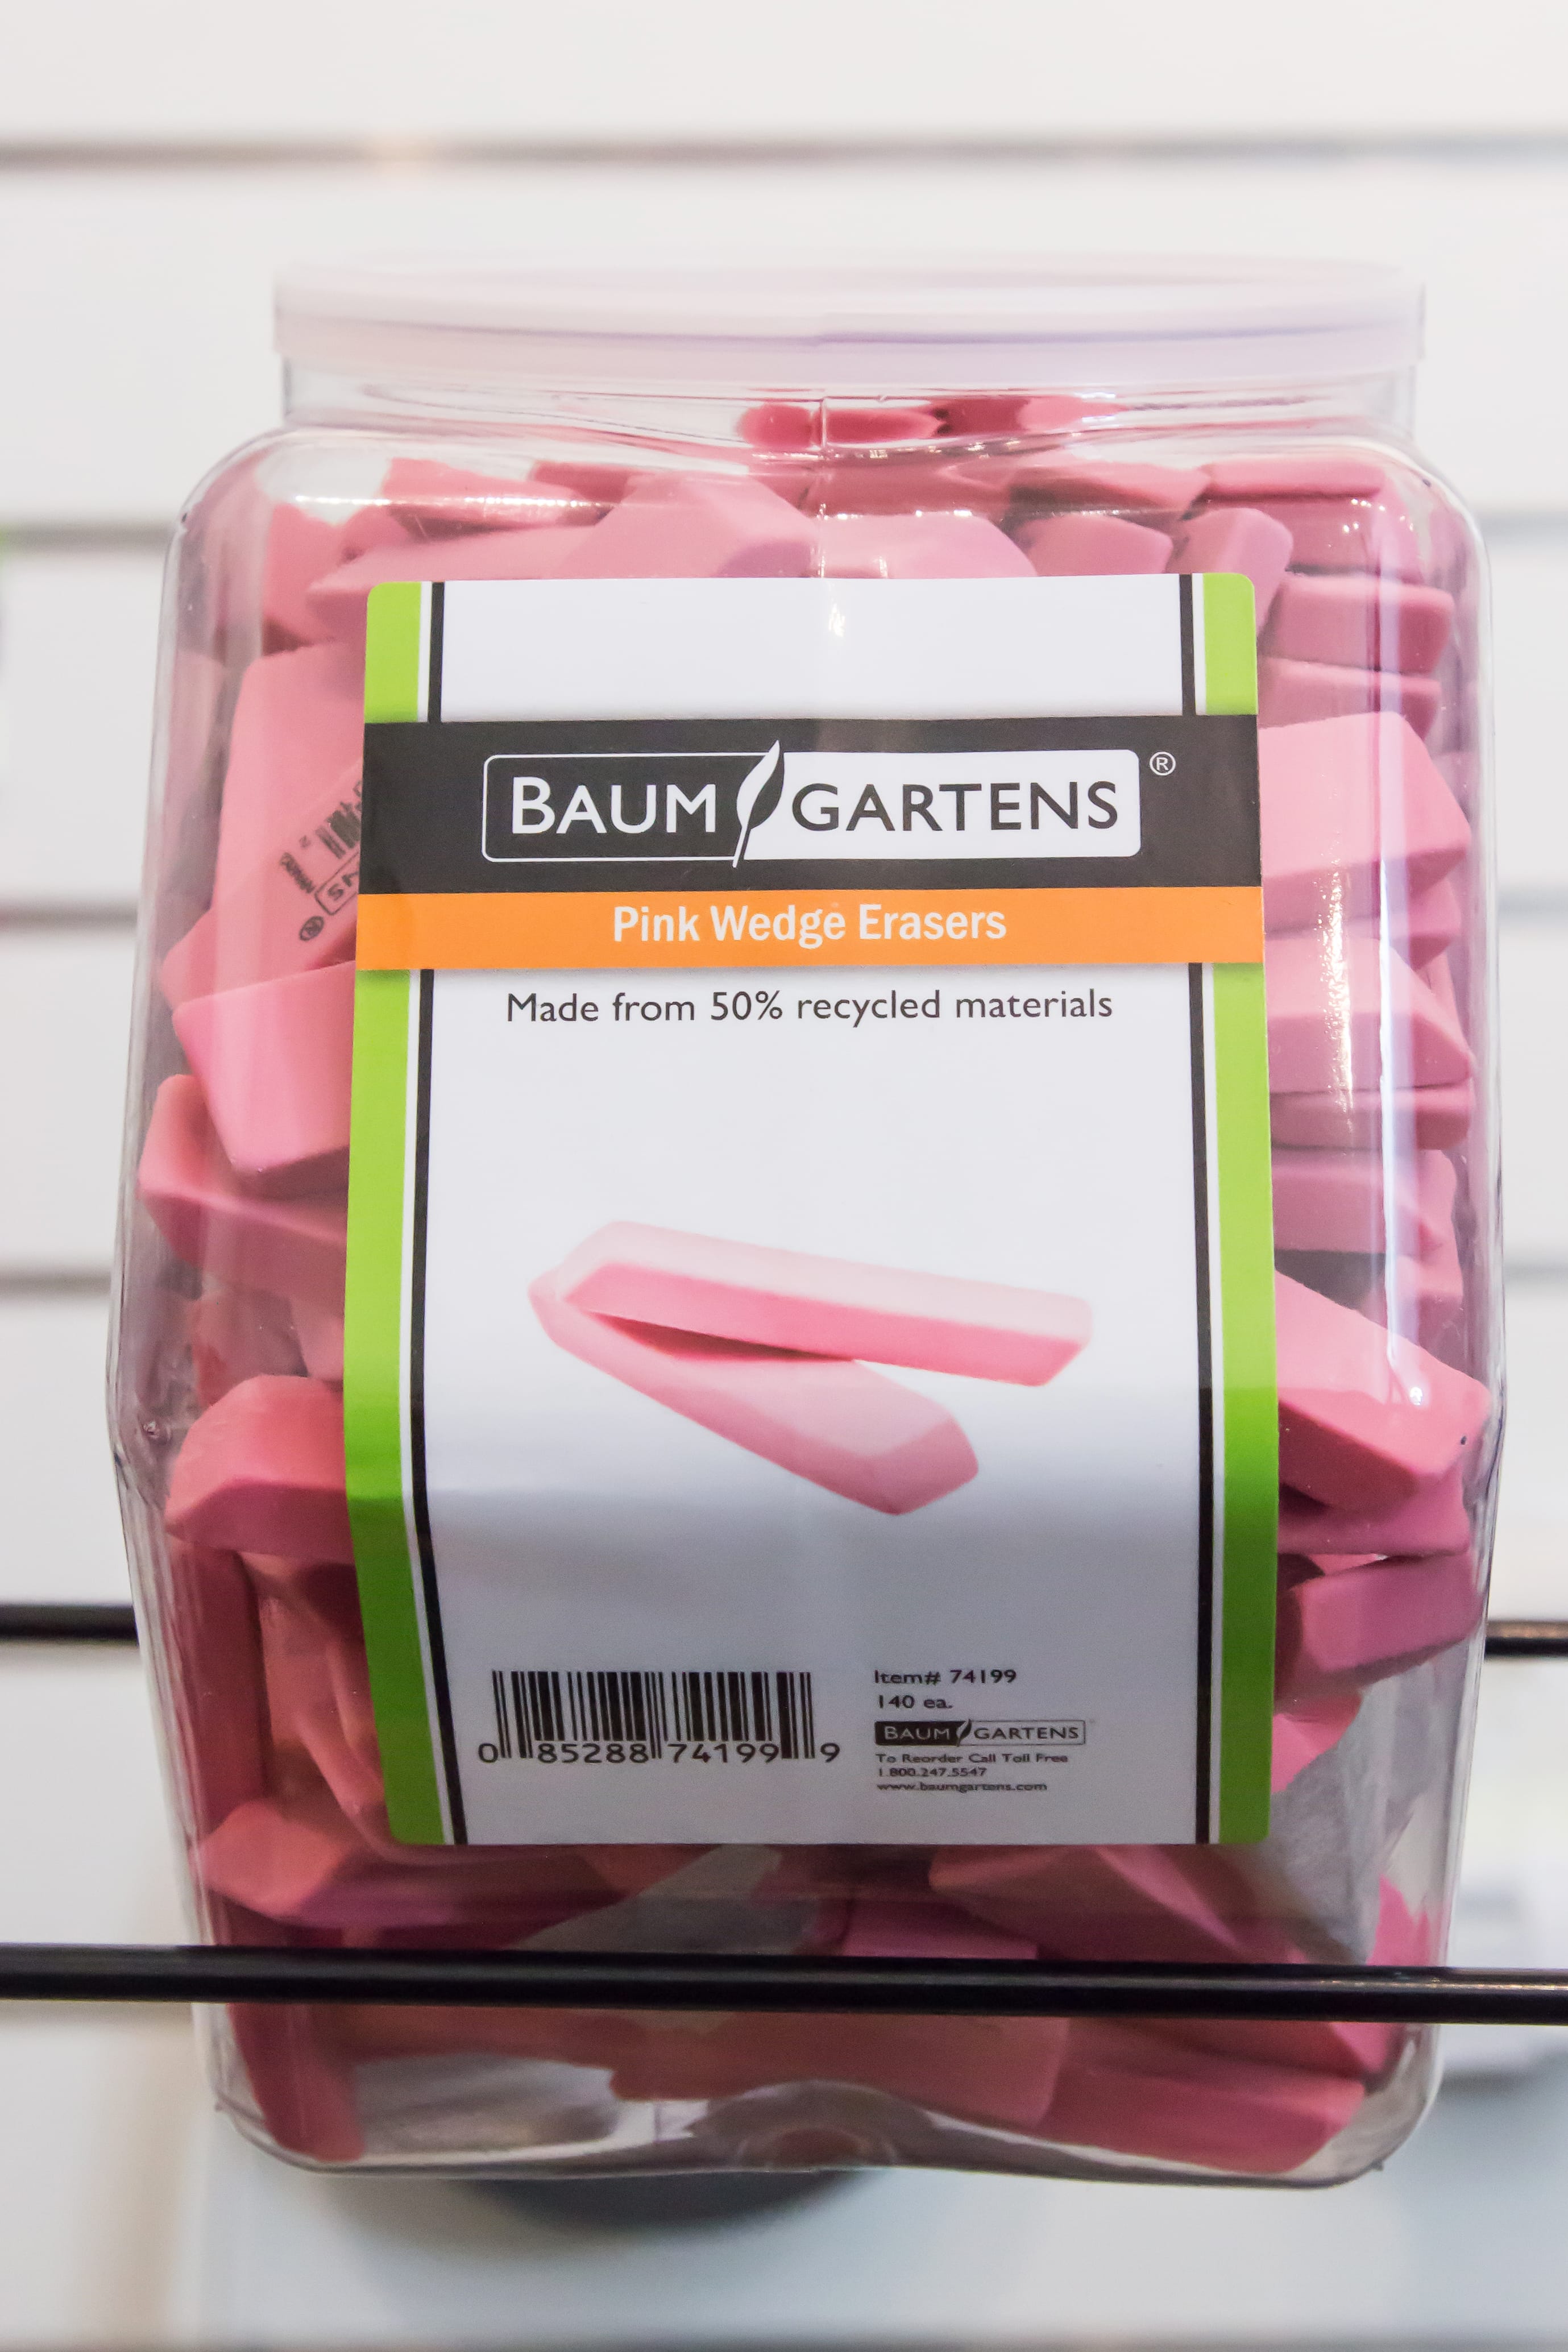 BAUM GARTENS ®
Pink Wedge Erasers
Made from 50% recycled materials
0 85288 74199 9
Item# 74199
140 ea.
BAUM GARTENS
To Reorder Call Toll Free
1.800.247.5547
www.baumgartens.com